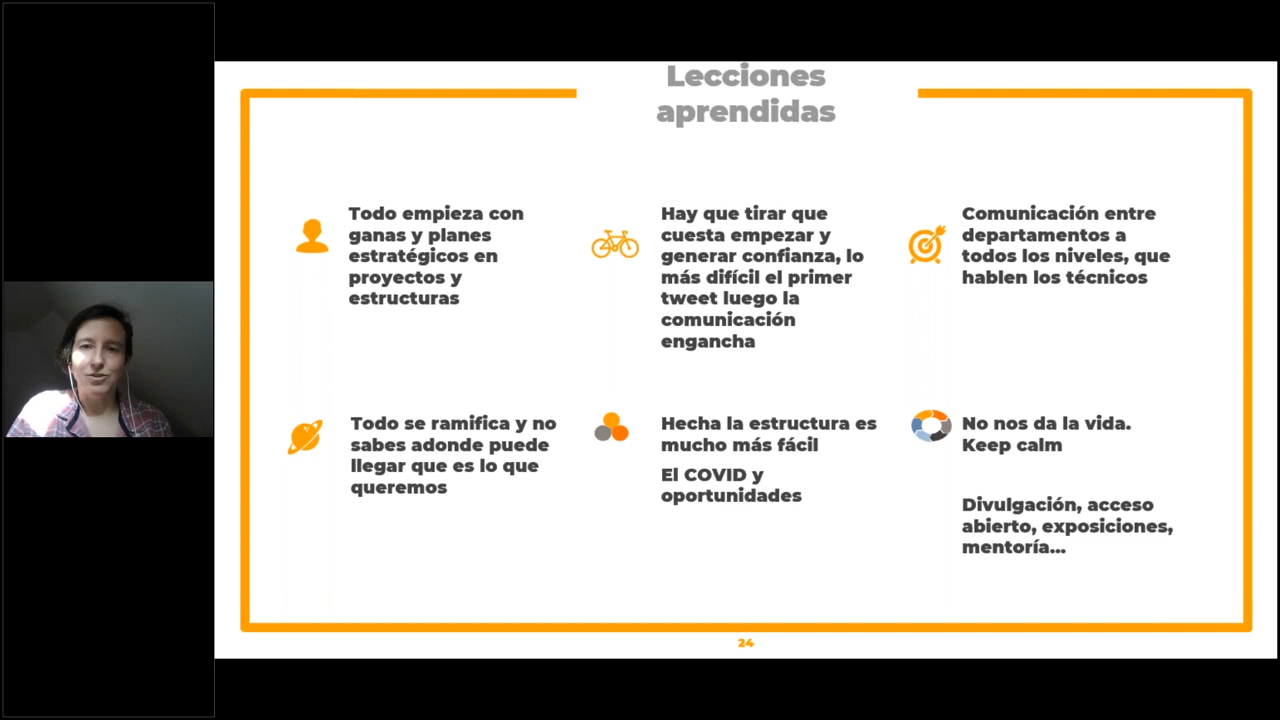 Lecciones
aprendidas
Todo empieza con
ganas y planes
estratégicos en
proyectos y
estructuras
Hay que tirar que
cuesta empezar y
generar confianza, lo
más difícil el primer
tweet luego la
comunicación
engancha
Comunicación entre
departamentos a
todos los niveles, que
hablen los técnicos
Todo se ramifica y no
sabes adonde puede
llegar que es lo que
queremos
Hecha la estructura es
mucho más fácil
El COVID y
oportunidades
No nos da la vida.
Keep calm
Divulgación, acceso
abierto, exposiciones,
mentoría...
24